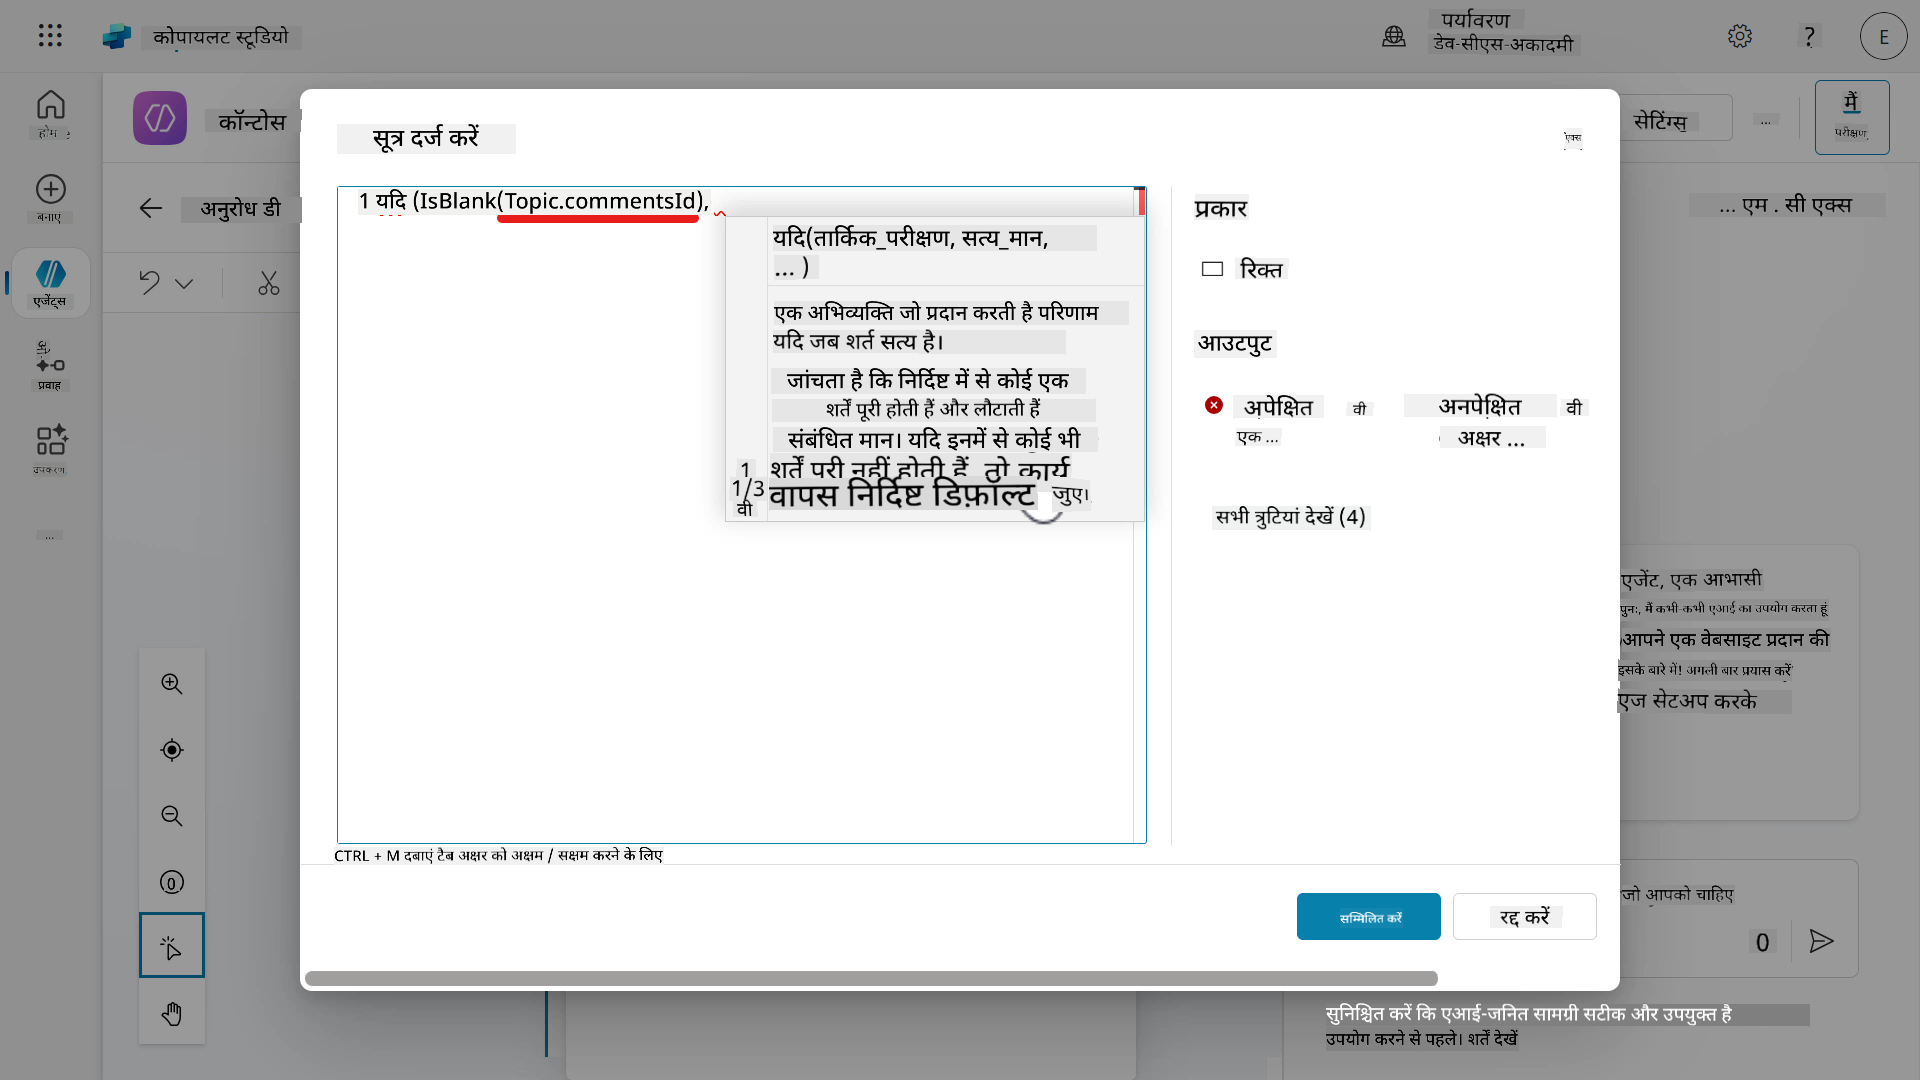 कोपायलट स्टूडियो
पर्यावरण
डेव-सीएस-अकादमी
?
E
होम
कॉन्टोस
सेटिंग्स
...
मैं
परीक्षण
बनाएं
अनुरोध डी
... एम . सी एक्स
एजेंट्स
प्रवाह
उपकरण
...
सूत्र दर्ज करें
एक्स
1 यदि (IsBlank(Topic.commentsId),
यदि(तार्किक_परीक्षण, सत्य_मान,
... )
एक अभिव्यक्ति जो प्रदान करती है परिणाम
यदि जब शर्त सत्य है।
जांचता है कि निर्दिष्ट में से कोई एक
शर्तें पूरी होती हैं और लौटाती हैं
संबंधित मान। यदि इनमें से कोई भी
शर्तें पूरी नहीं होती हैं, तो कार्य
वापस निर्दिष्ट डिफ़ॉल्ट जुए।
1
1/3
वी
प्रकार
रिक्त
आउटपुट
अपेक्षित वी अनपेक्षित वी
एक ... अक्षर ...
सभी त्रुटियां देखें (4)
CTRL + M दबाएं टैब अक्षर को अक्षम / सक्षम करने के लिए
सम्मिलित करें
रद्द करें
एजेंट, एक आभासी
पुन:, मैं कभी-कभी एआई का उपयोग करता हूं
आपने एक वेबसाइट प्रदान की
इसके बारे में! अगली बार प्रयास करें
एज सेटअप करके
जो आपको चाहिए
0
सुनिश्चित करें कि एआई-जनित सामग्री सटीक और उपयुक्त है
उपयोग करने से पहले। शर्तें देखें